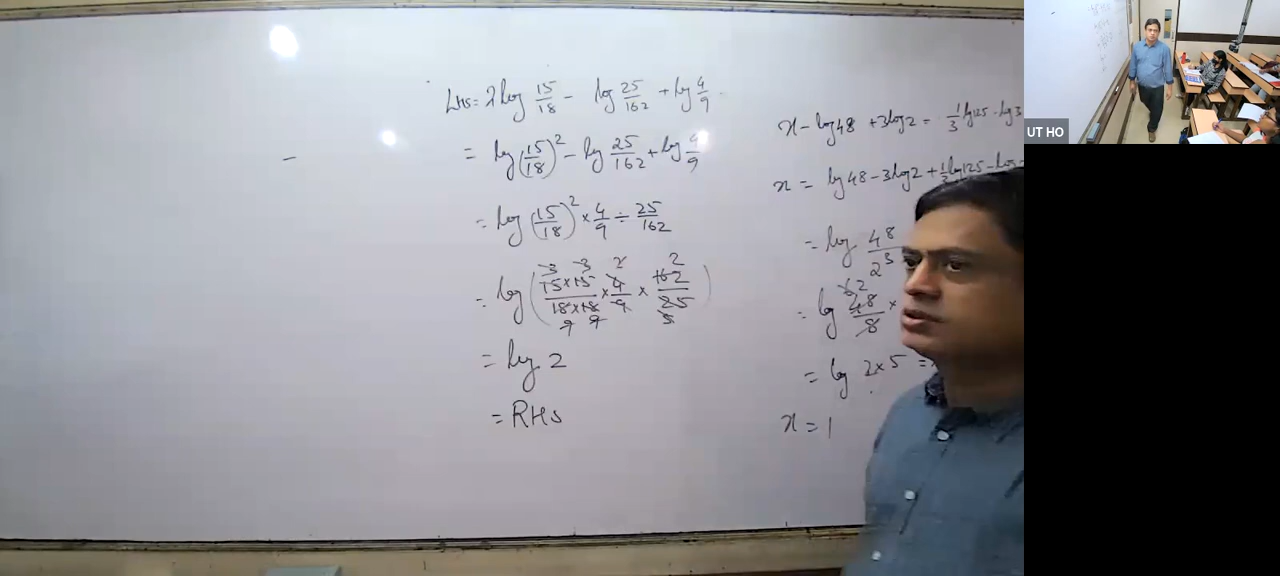 LHS = 2 log 15/18 - log 25/162 + log 4/9
= log (15/18)² - log 25/162 + log 4/9
= log (15/18)² × 4/9 ÷ 25/162
= log (15×15/18×18 × 4/9 × 162/25)
= log 2
= RHS
x - log 48 + 3 log 2 = 1/3 log 125 - log 3
x = log 48 - 3 log 2 + 1/3 log 125 - log
= log 48/2³
= log 48/8 ×
= log 2×5 =
x = 1
UT HO